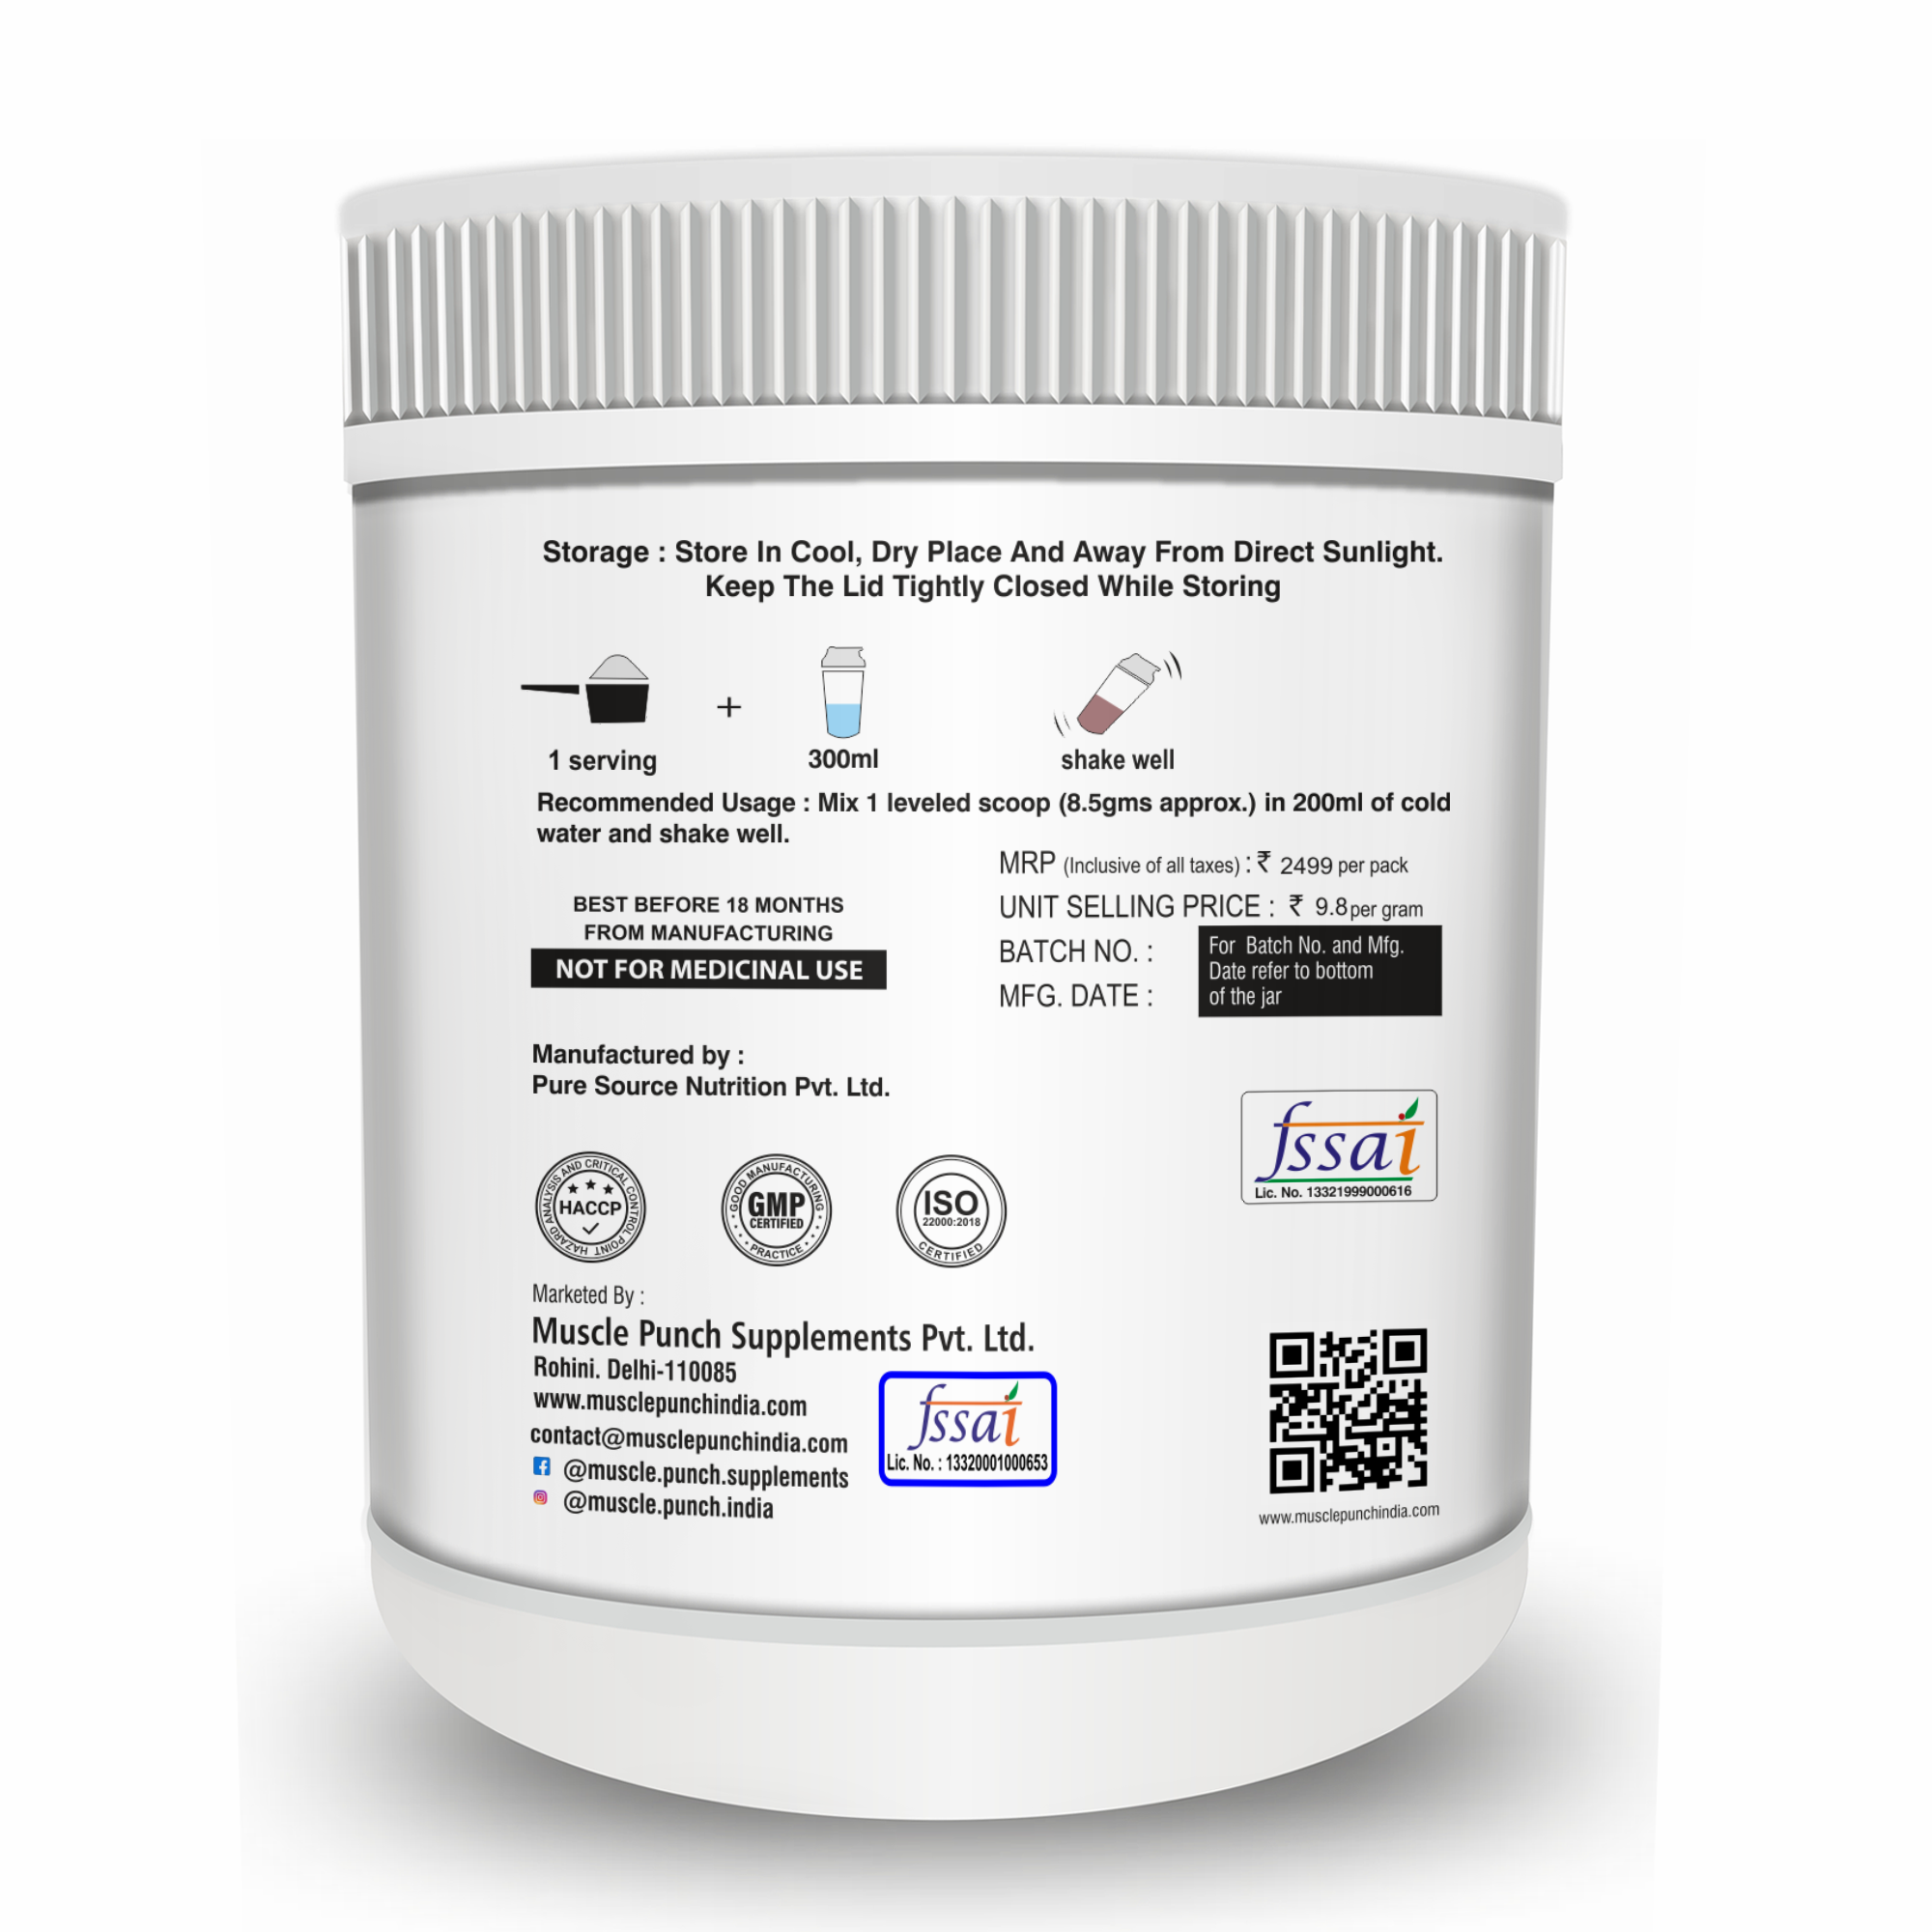 Storage : Store In Cool, Dry Place And Away From Direct Sunlight.
Keep The Lid Tightly Closed While Storing
+
1 serving
300ml
shake well
Recommended Usage : Mix 1 leveled scoop (8.5gms approx.) in 200ml of cold
water and shake well.
MRP (Inclusive of all taxes) : ₹ 2499 per pack
UNIT SELLING PRICE : ₹ 9.8 per gram
BATCH NO. :
MFG. DATE :
For Batch No. and Mfg.
Date refer to bottom
of the jar
BEST BEFORE 18 MONTHS
FROM MANUFACTURING
NOT FOR MEDICINAL USE
Manufactured by :
Pure Source Nutrition Pvt. Ltd.
fssai
Lic. No. 13321999000616
HAZARD ANALYSIS AND CRITICAL CONTROL POINT
HACCP
GOOD MANUFACTURING
GMP
CERTIFIED
PRACTICE
ISO
22000:2018
CERTIFIED
Marketed By :
Muscle Punch Supplements Pvt. Ltd.
Rohini. Delhi-110085
www.musclepunchindia.com
contact@musclepunchindia.com
@muscle.punch.supplements
@muscle.punch.india
fssai
Lic. No. : 13320001000653
www.musclepunchindia.com